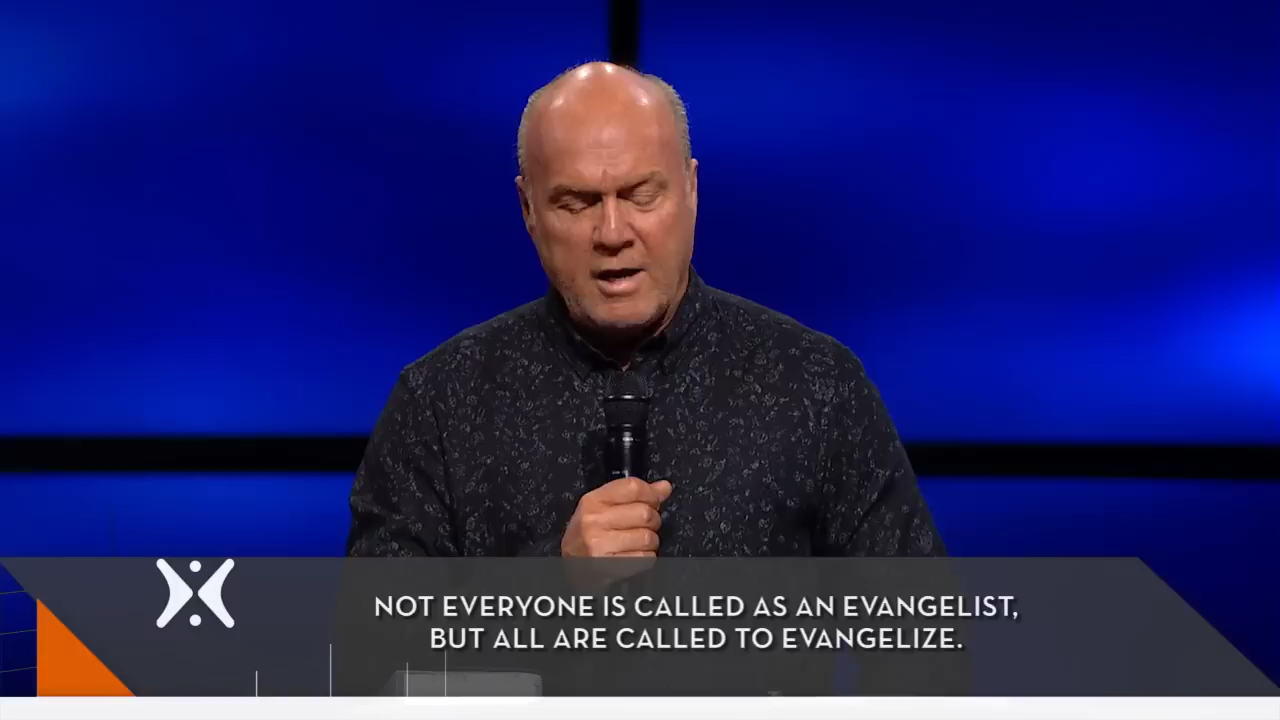 NOT EVERYONE IS CALLED AS AN EVANGELIST,
BUT ALL ARE CALLED TO EVANGELIZE.